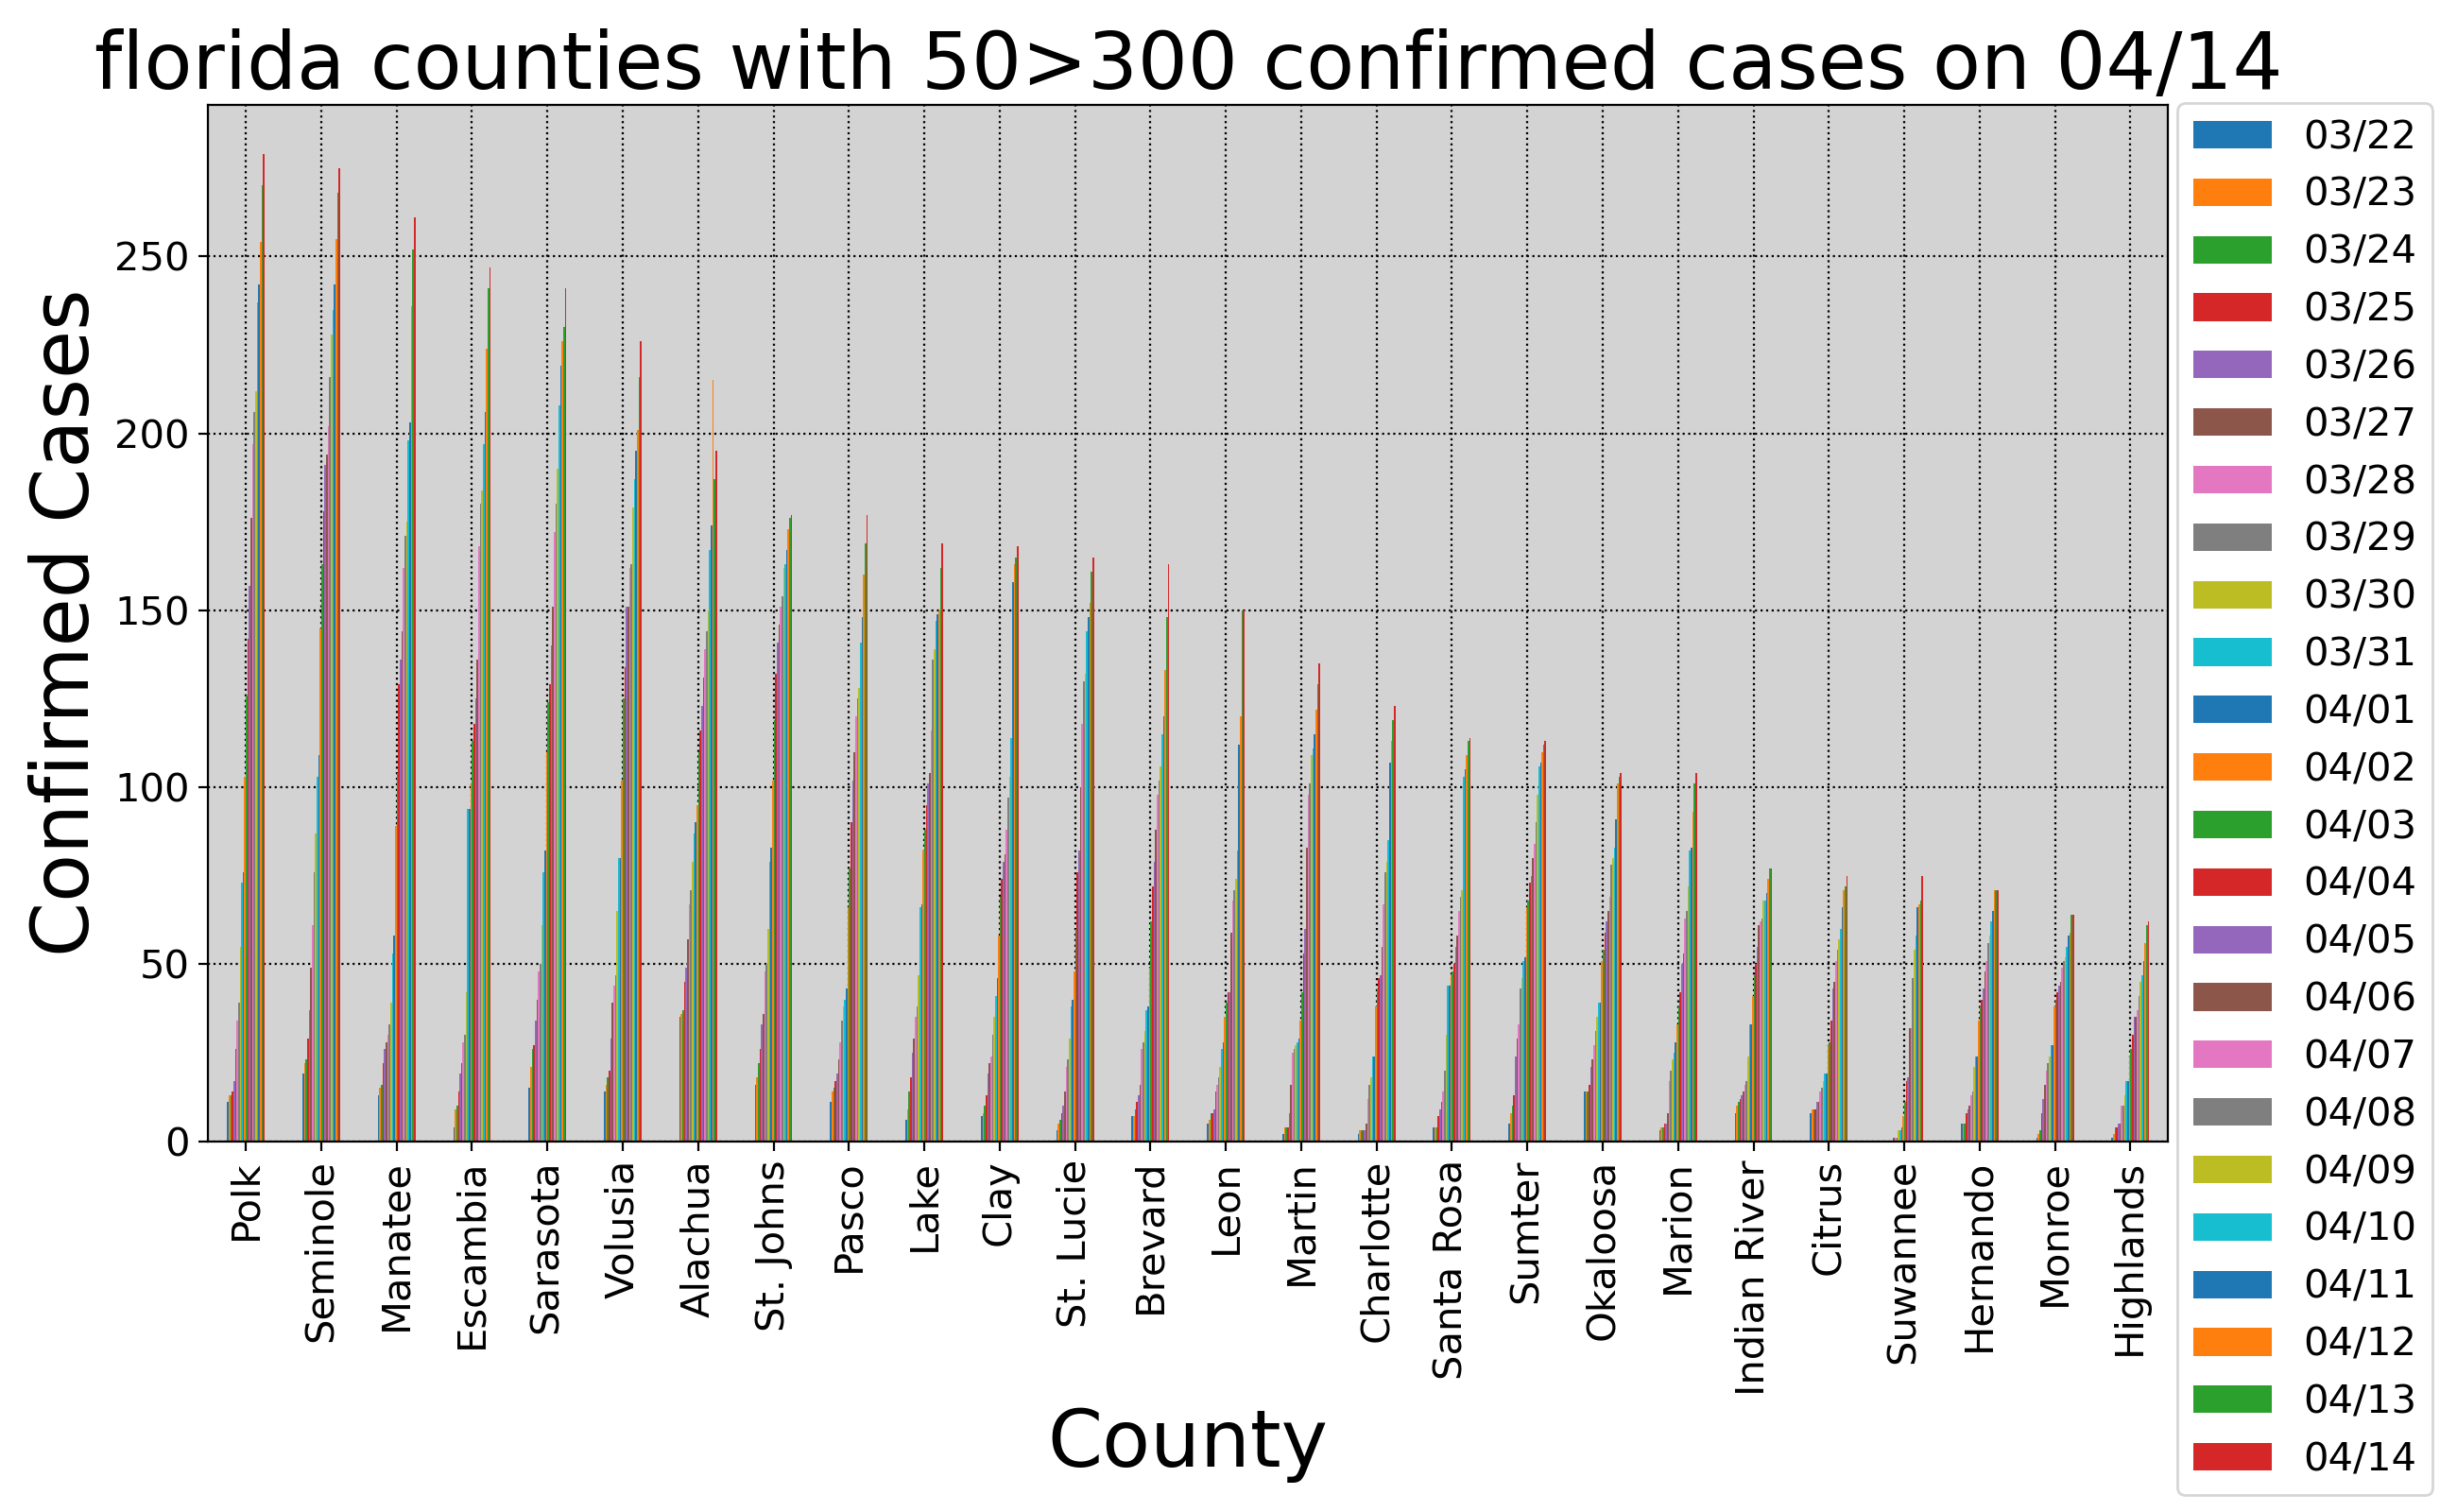 florida counties with 50>300 confirmed cases on 04/14
Confirmed Cases
250
200
150
100
50
0
Polk
Seminole
Manatee
Escambia
Sarasota
Volusia
Alachua
St. Johns
Pasco
Lake
Clay
St. Lucie
Brevard
Leon
Martin
Charlotte
Santa Rosa
Sumter
Okaloosa
Marion
Indian River
Citrus
Suwannee
Hernando
Monroe
Highlands
County
03/22
03/23
03/24
03/25
03/26
03/27
03/28
03/29
03/30
03/31
04/01
04/02
04/03
04/04
04/05
04/06
04/07
04/08
04/09
04/10
04/11
04/12
04/13
04/14